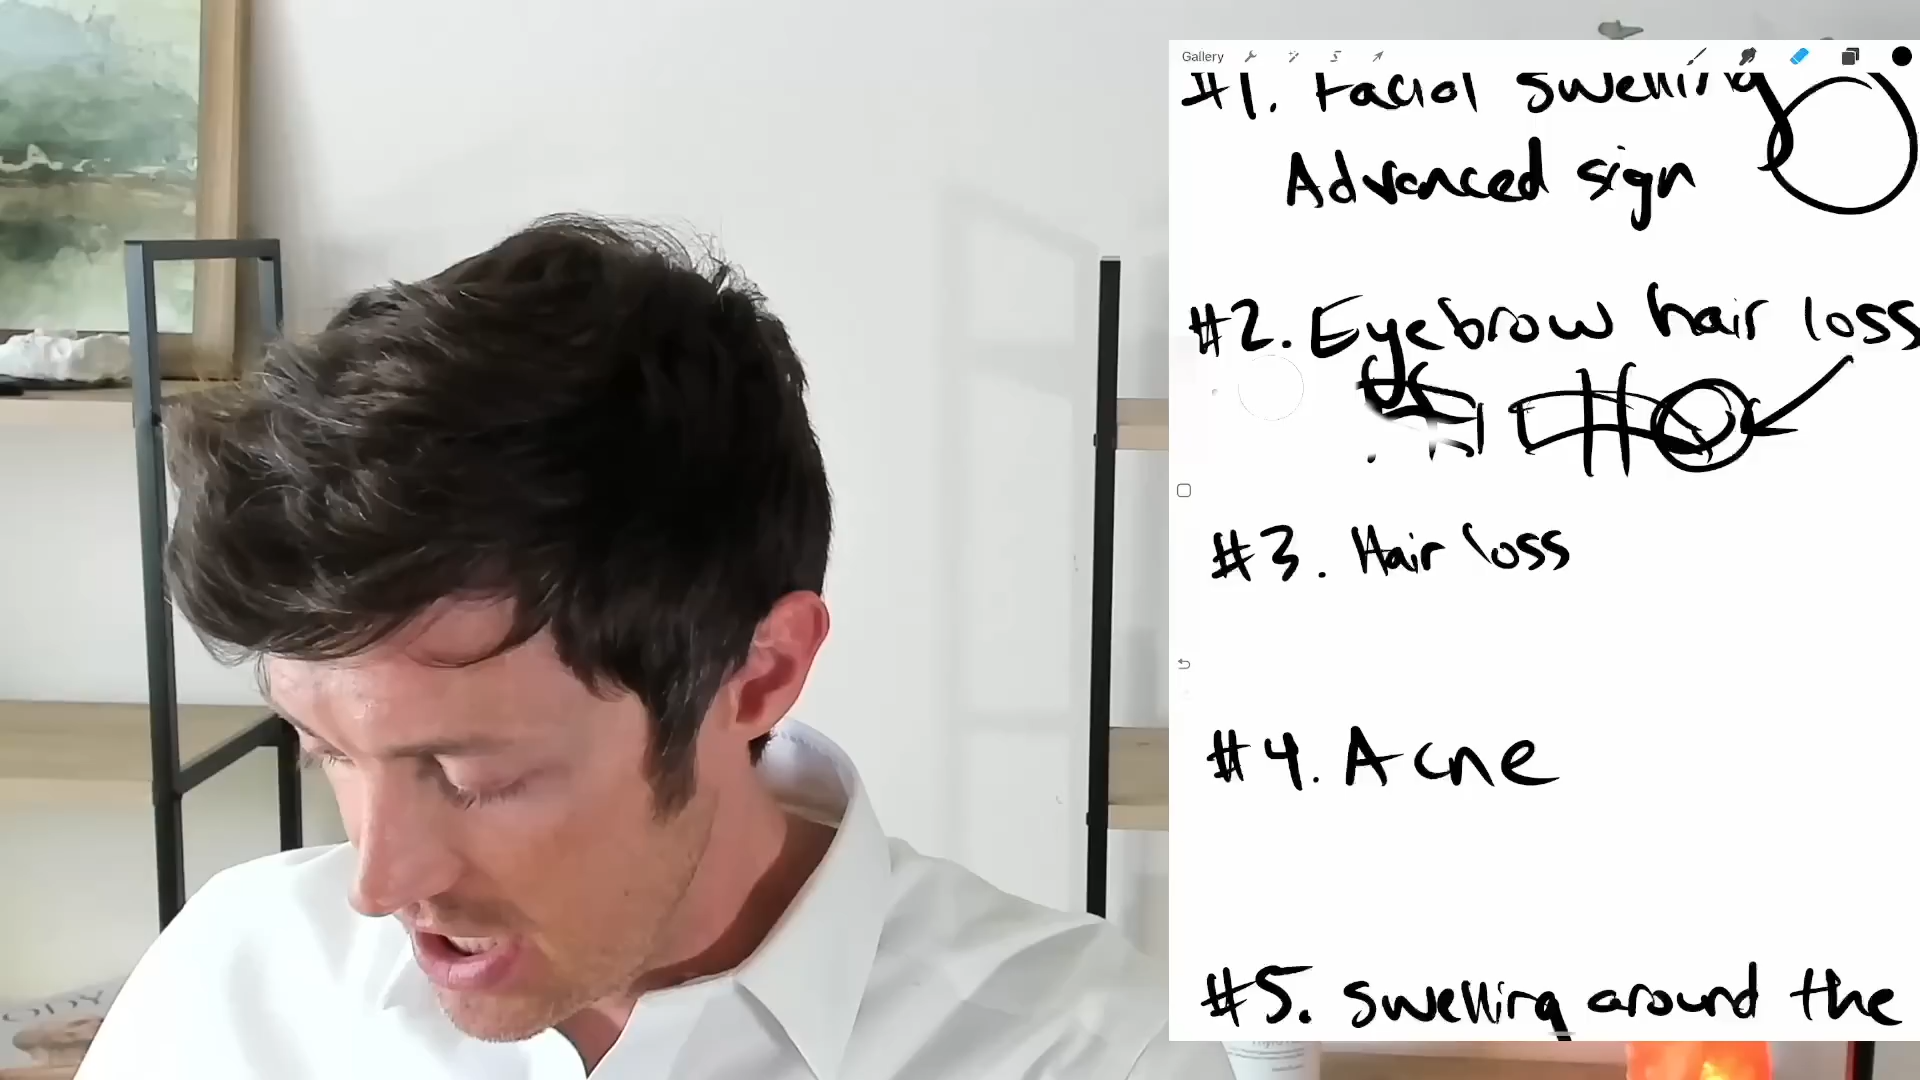 Gallery
#1. Facial swelling
Advanced sign
#2. Eyebrow hair loss
#3. Hair loss
#4. Acne
#5. swelling around the
ODY